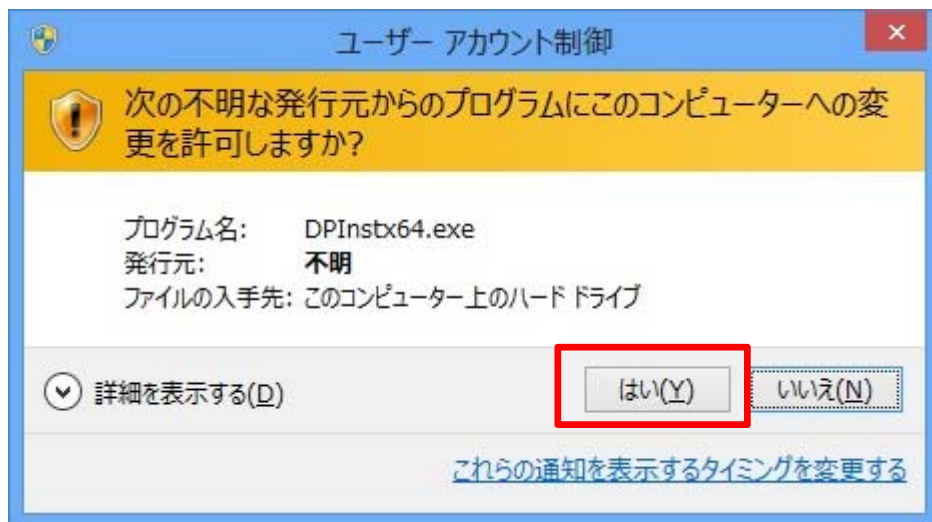 ユーザー アカウント制御
次の不明な発行元からのプログラムにこのコンピューターへの変
更を許可しますか?
プログラム名: DPInstx64.exe
発行元: 不明
ファイルの入手先: このコンピューター上のハード ドライブ
詳細を表示する(D) はい(Y) いいえ(N)
これらの通知を表示するタイミングを変更する